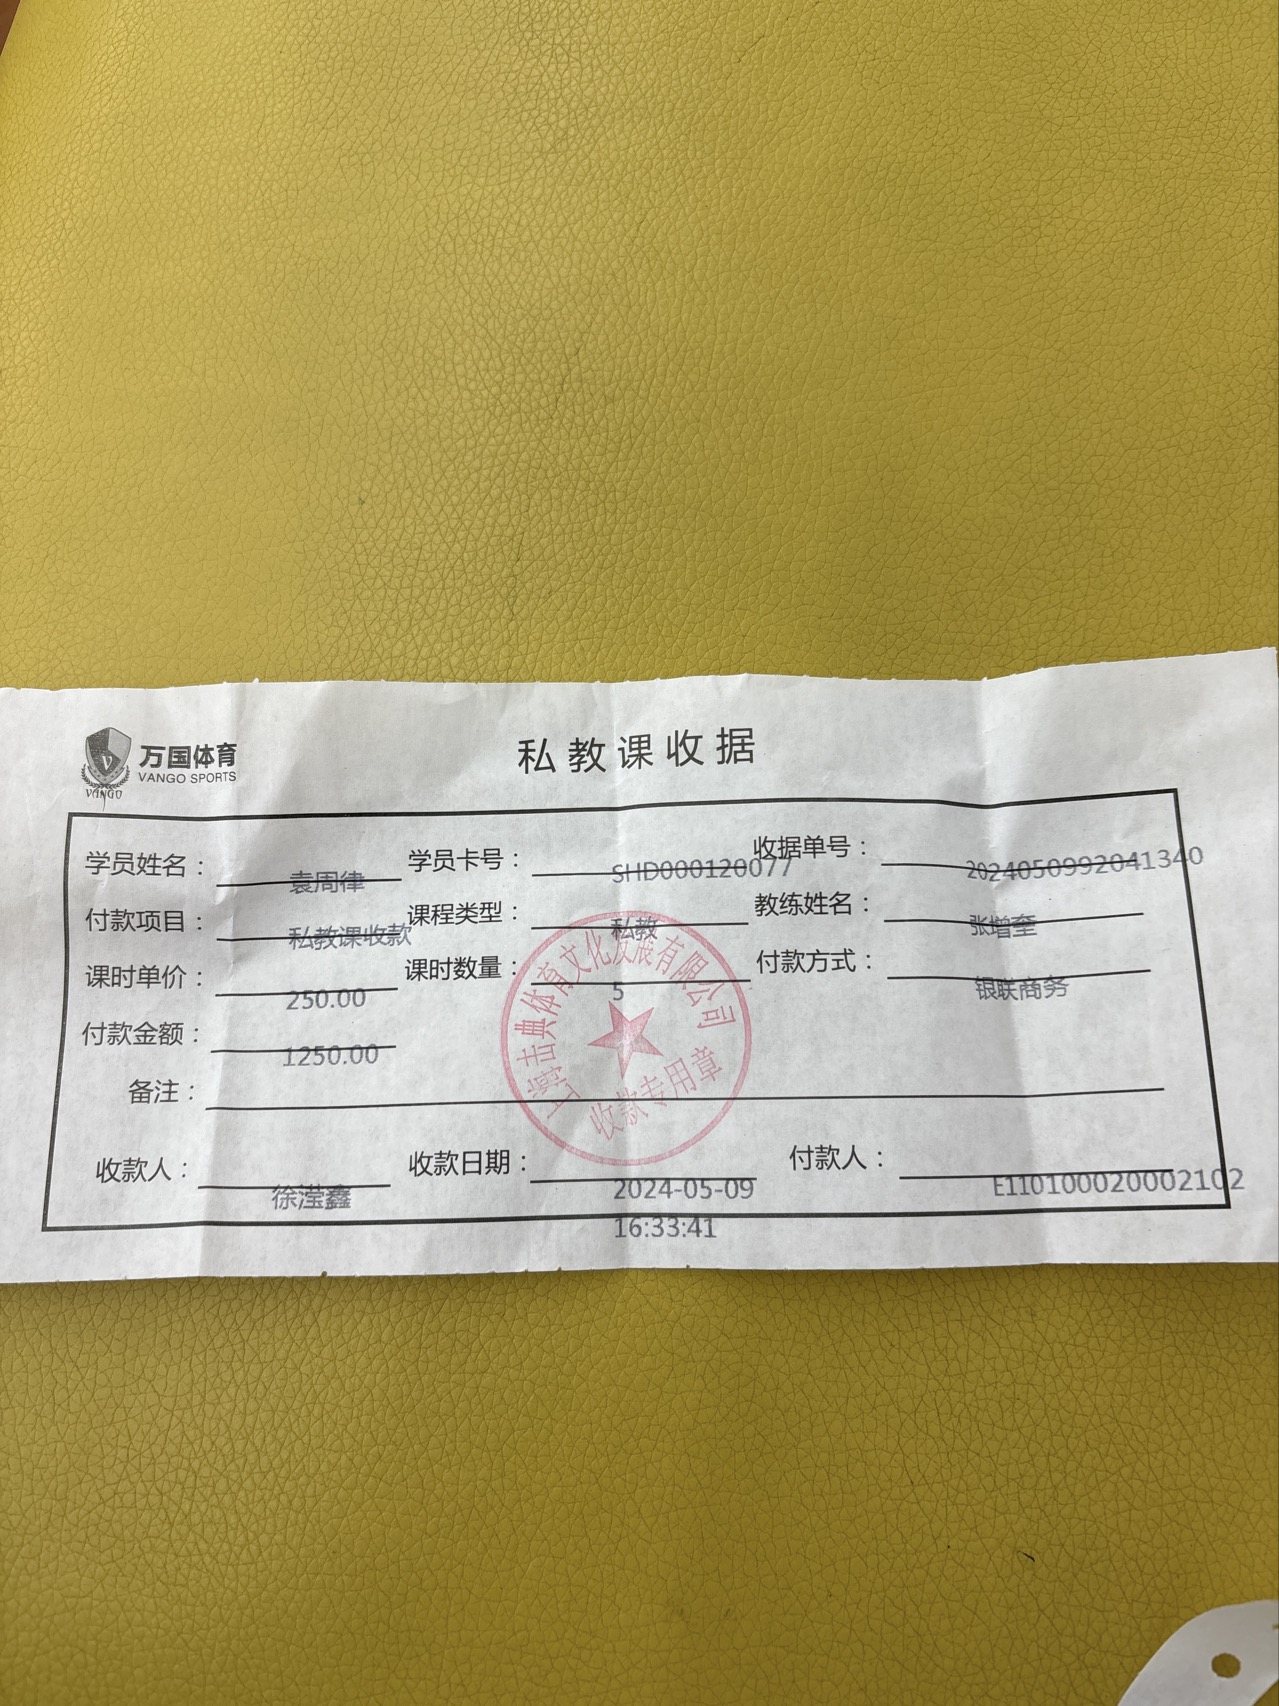 万国体育
VANGO SPORTS
VANGO
私教课收据
学员姓名： 袁周律 学员卡号： SHD000120077 收据单号： 2024050992041340
付款项目： 私教课收款 课程类型： 私教 教练姓名： 张增奎
课时单价： 250.00 课时数量： 5 付款方式： 银联商务
付款金额： 1250.00
备注：
收款人： 徐滢鑫 收款日期： 2024-05-09 16:33:41 付款人： E110100020002102
上海击典体育文化发展有限公司
收款专用章